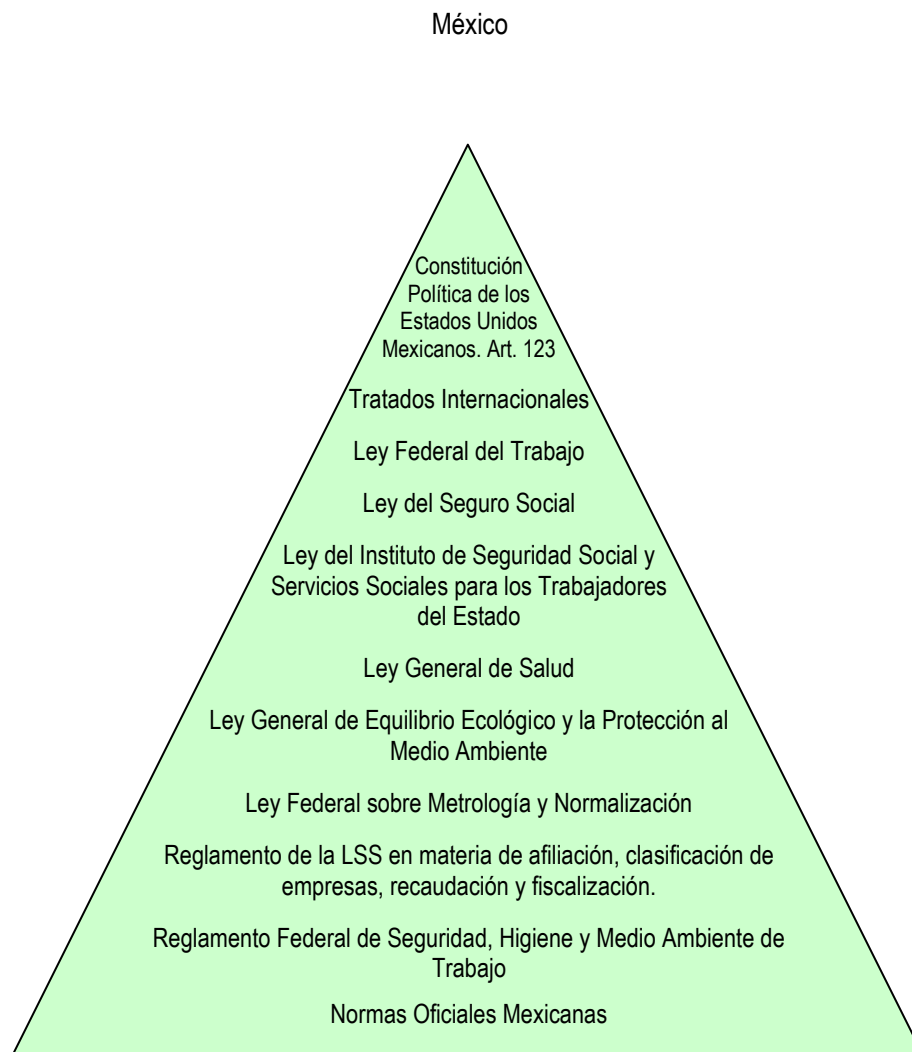 México
Constitución
Política de los
Estados Unidos
Mexicanos. Art. 123
Tratados Internacionales
Ley Federal del Trabajo
Ley del Seguro Social
Ley del Instituto de Seguridad Social y
Servicios Sociales para los Trabajadores
del Estado
Ley General de Salud
Ley General de Equilibrio Ecológico y la Protección al
Medio Ambiente
Ley Federal sobre Metrología y Normalización
Reglamento de la LSS en materia de afiliación, clasificación de
empresas, recaudación y fiscalización.
Reglamento Federal de Seguridad, Higiene y Medio Ambiente de
Trabajo
Normas Oficiales Mexicanas